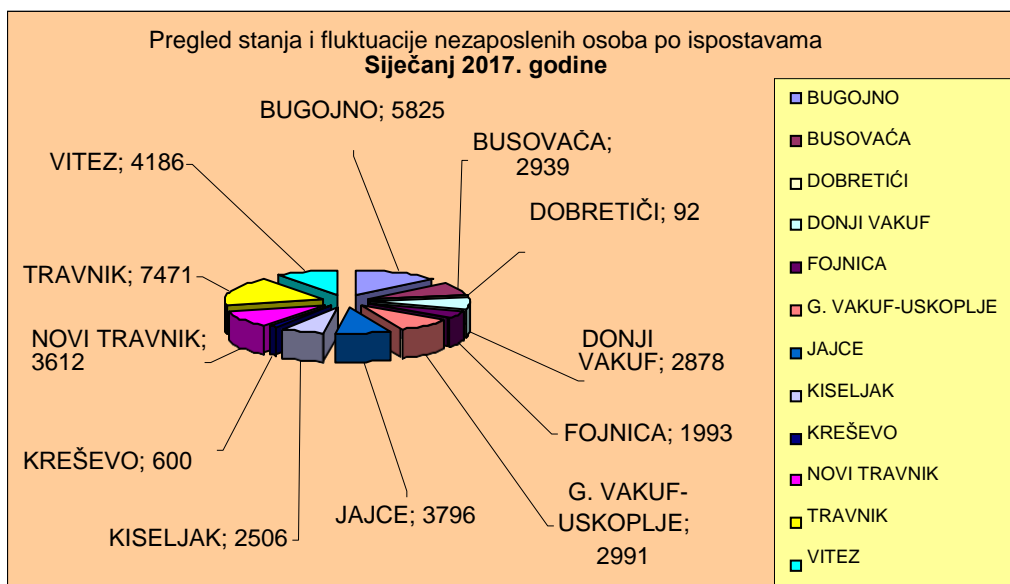 Pregled stanja i fluktuacije nezaposlenih osoba po ispostavama
Siječanj 2017. godine
BUGOJNO; 5825
BUSOVAČA;
2939
DOBRETIČI; 92
DONJI
VAKUF; 2878
FOJNICA; 1993
G. VAKUF-
USKOPLJE;
2991
JAJCE; 3796
KISELJAK; 2506
KREŠEVO; 600
NOVI TRAVNIK;
3612
TRAVNIK; 7471
VITEZ; 4186
BUGOJNO
BUSOVAĆA
DOBRETIĆI
DONJI VAKUF
FOJNICA
G. VAKUF-USKOPLJE
JAJCE
KISELJAK
KREŠEVO
NOVI TRAVNIK
TRAVNIK
VITEZ